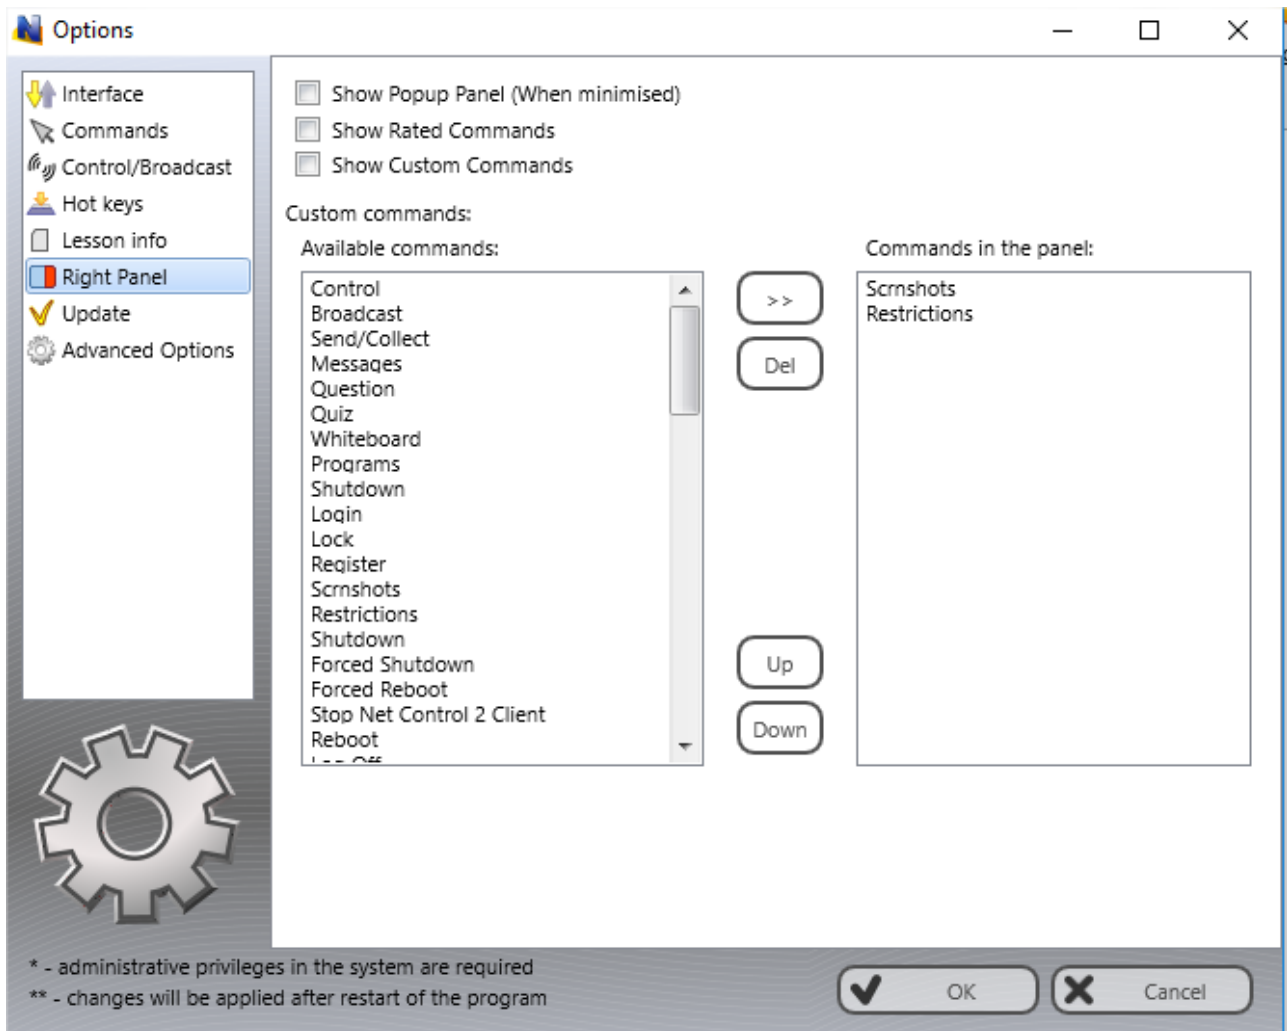 Options
Interface
Commands
Control/Broadcast
Hot keys
Lesson info
Right Panel
Update
Advanced Options
Show Popup Panel (When minimised)
Show Rated Commands
Show Custom Commands
Custom commands:
Available commands:
Control
Broadcast
Send/Collect
Messages
Question
Quiz
Whiteboard
Programs
Shutdown
Login
Lock
Register
Scrnshots
Restrictions
Shutdown
Forced Shutdown
Forced Reboot
Stop Net Control 2 Client
Reboot
Log Off
>>
Del
Up
Down
Commands in the panel:
Scrnshots
Restrictions
* - administrative privileges in the system are required
** - changes will be applied after restart of the program
OK
Cancel